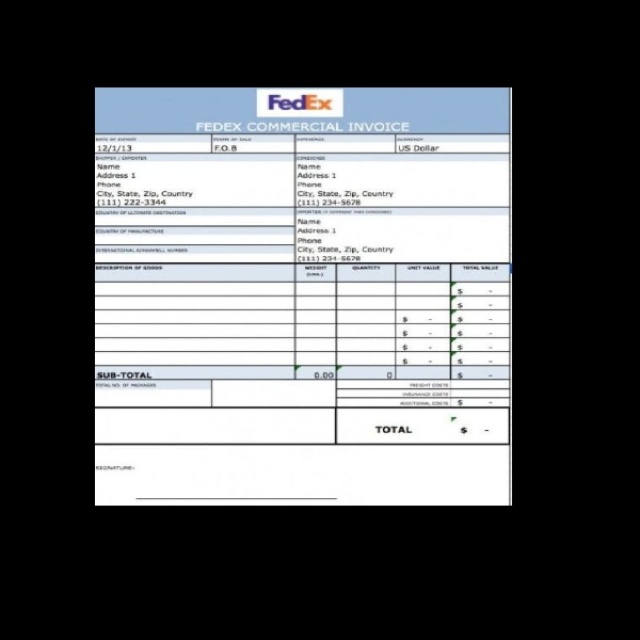 FedEx
FEDEX COMMERCIAL INVOICE
DATE OF EXPORT TERMS OF SALE REFERENCE CURRENCY
12/1/13 F.O.B US Dollar
SHIPPER / EXPORTER CONSIGNEE
Name Name
Address 1 Address 1
Phone Phone
City, State, Zip, Country City, State, Zip, Country
(111) 222-3344 (111) 234-5678
COUNTRY OF ULTIMATE DESTINATION IMPORTER (IF DIFFERENT THAN CONSIGNEE)
Name
COUNTRY OF MANUFACTURE Address 1
Phone
INTERNATIONAL AIRWAYBILL NUMBER City, State, Zip, Country
(111) 234-5678
DESCRIPTION OF GOODS WEIGHT QUANTITY UNIT VALUE TOTAL VALUE
$ -
$ -
$ - $ -
$ - $ -
$ - $ -
$ - $ -
SUB-TOTAL 0.00 0 $ -
TOTAL NO. OF PACKAGES FREIGHT COSTS
INSURANCE COSTS
ADDITIONAL COSTS $ -
TOTAL $ -
SIGNATURE: